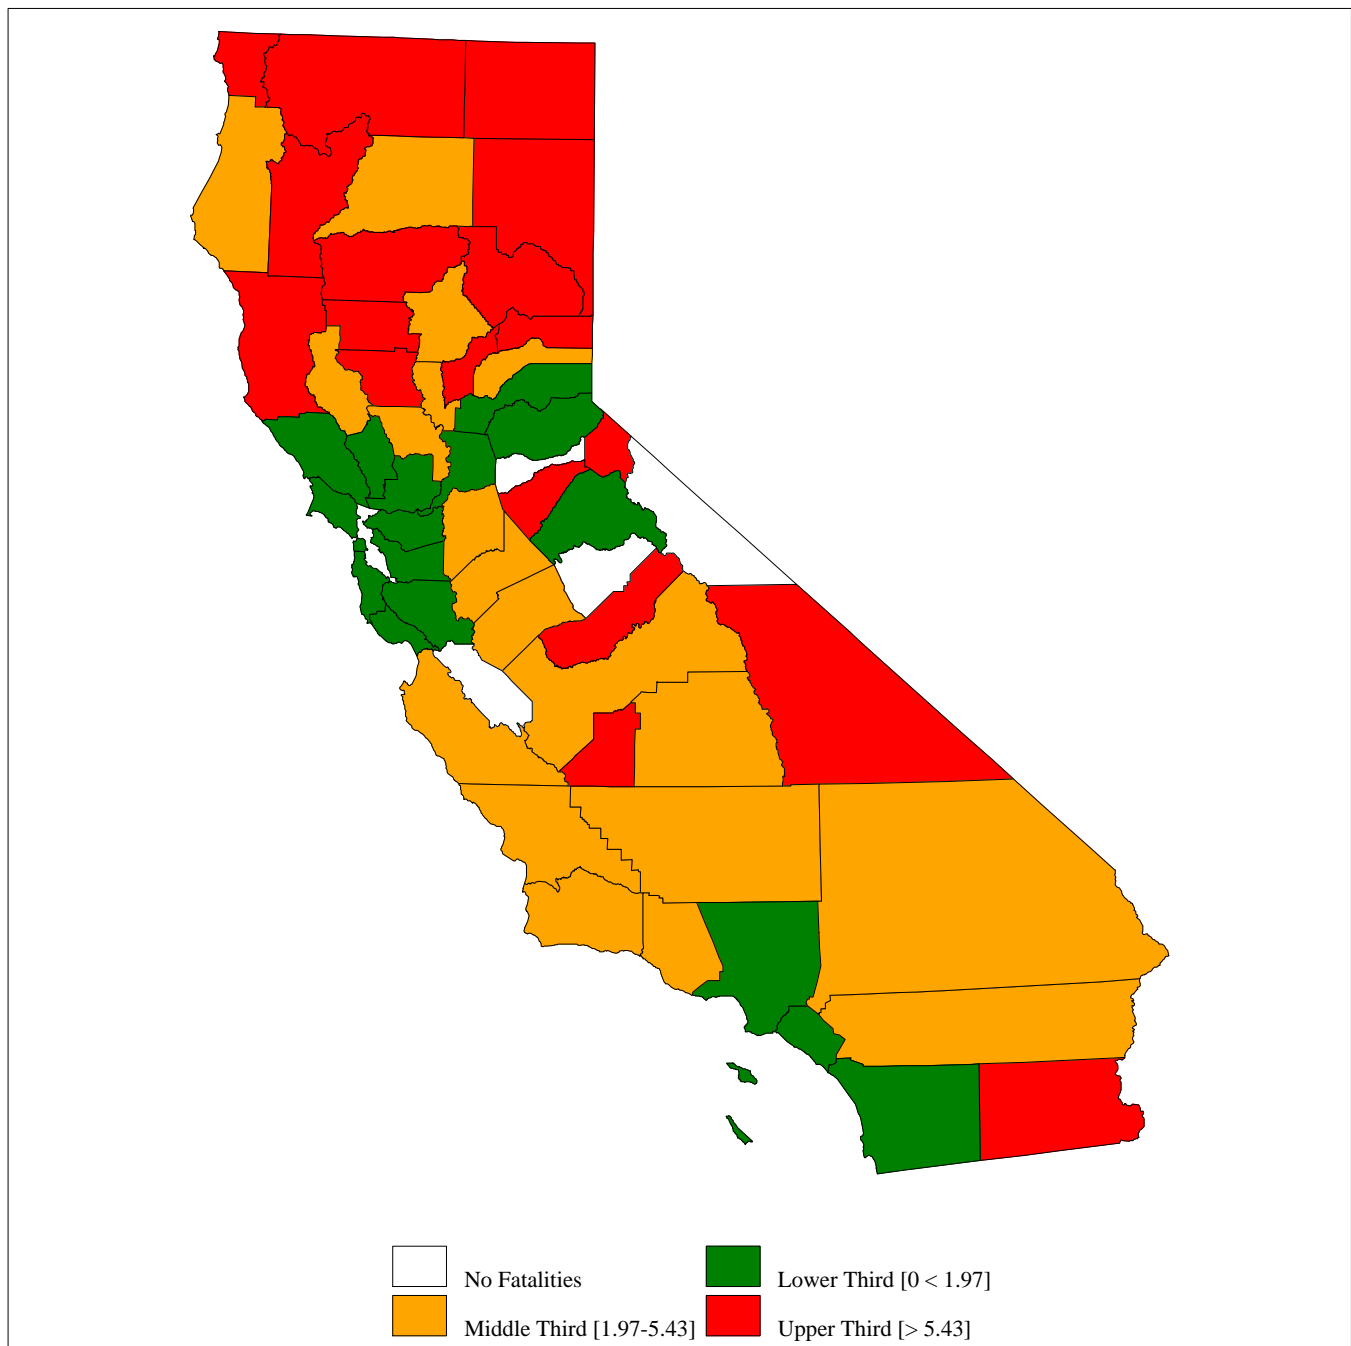 No Fatalities
Lower Third [0 < 1.97]
Middle Third [1.97-5.43]
Upper Third [> 5.43]